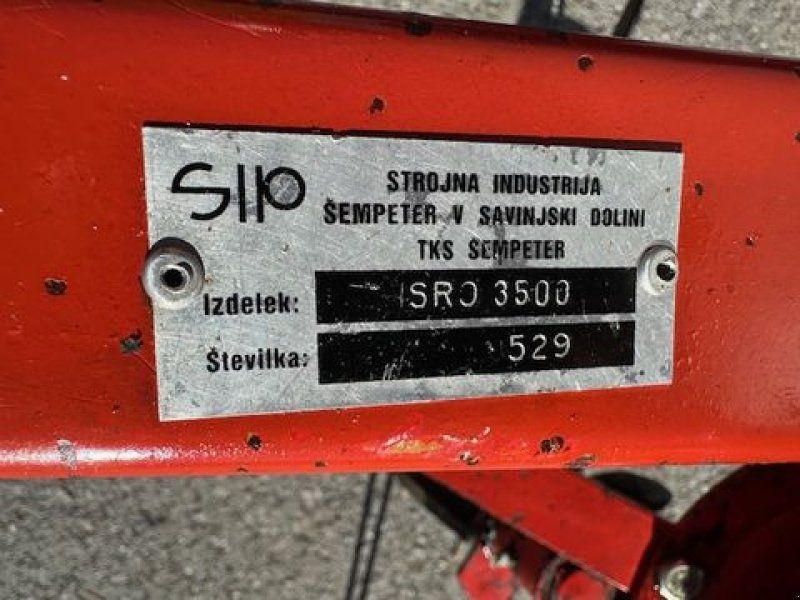 SIP
STROJNA INDUSTRIJA
ŠEMPETER V SAVINJSKI DOLINI
TKS ŠEMPETER
Izdelek: SRO 3500
Številka: 529